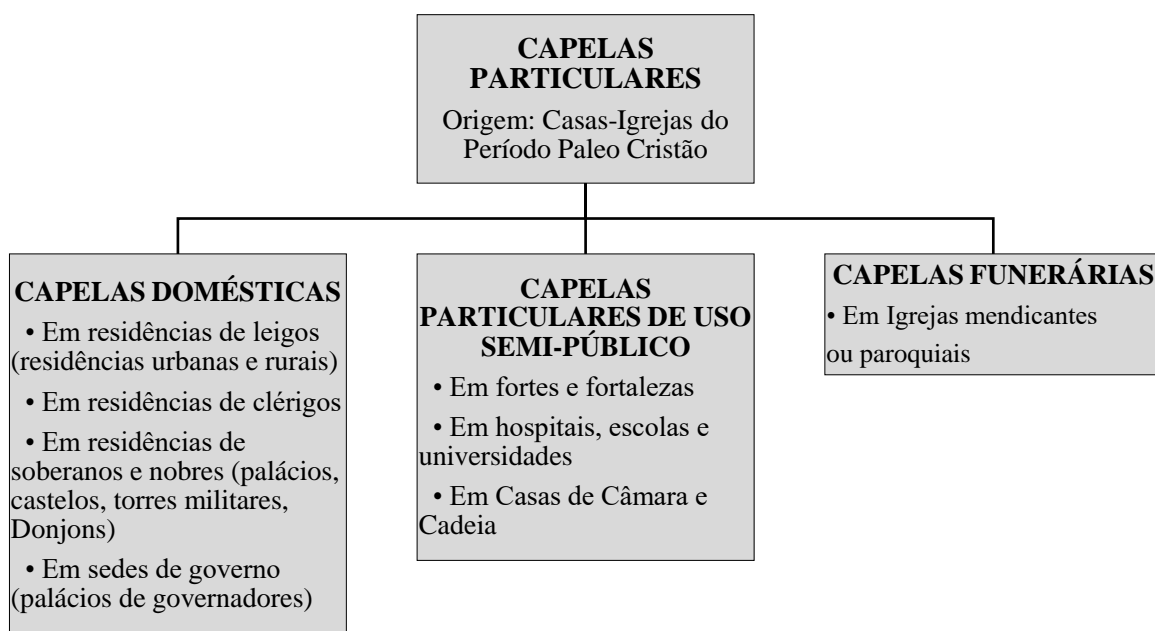 CAPELAS
PARTICULARES
Origem: Casas-Igrejas do
Período Paleo Cristão
CAPELAS DOMÉSTICAS
• Em residências de leigos
(residências urbanas e rurais)
• Em residências de clérigos
• Em residências de
soberanos e nobres (palácios,
castelos, torres militares,
Donjons)
• Em sedes de governo
(palácios de governadores)
CAPELAS
PARTICULARES DE USO
SEMI-PÚBLICO
• Em fortes e fortalezas
• Em hospitais, escolas e
universidades
• Em Casas de Câmara e
Cadeia
CAPELAS FUNERÁRIAS
• Em Igrejas mendicantes
ou paroquiais